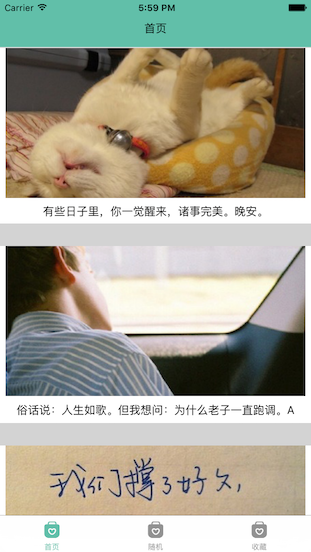 Carrier
5:59 PM
首页
有些日子里，你一觉醒来，诸事完美。晚安。
俗话说：人生如歌。但我想问：为什么老子一直跑调。A
我们撑了好久，
首页
随机
收藏